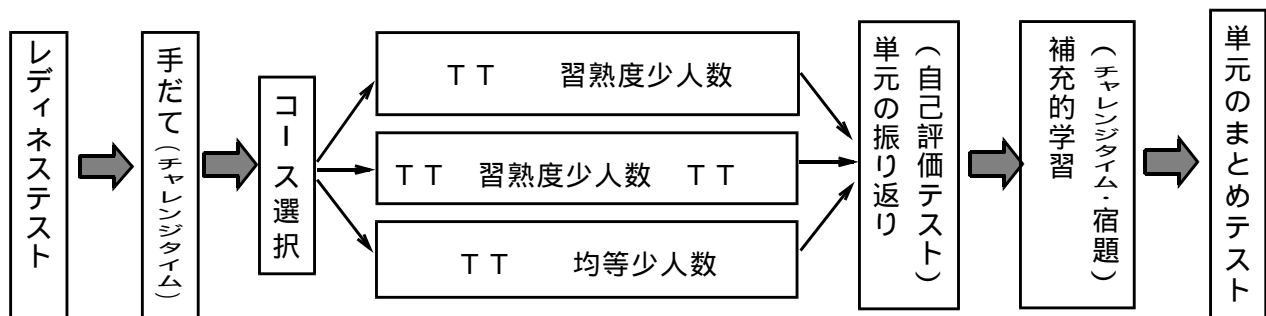 レディネステスト
手だて（チャレンジタイム）
コース選択
ＴＴ　習熟度少人数
ＴＴ　習熟度少人数　ＴＴ
ＴＴ　均等少人数
単元の振り返り
（自己評価テスト）
補充的学習
（チャレンジタイム・宿題）
単元のまとめテスト